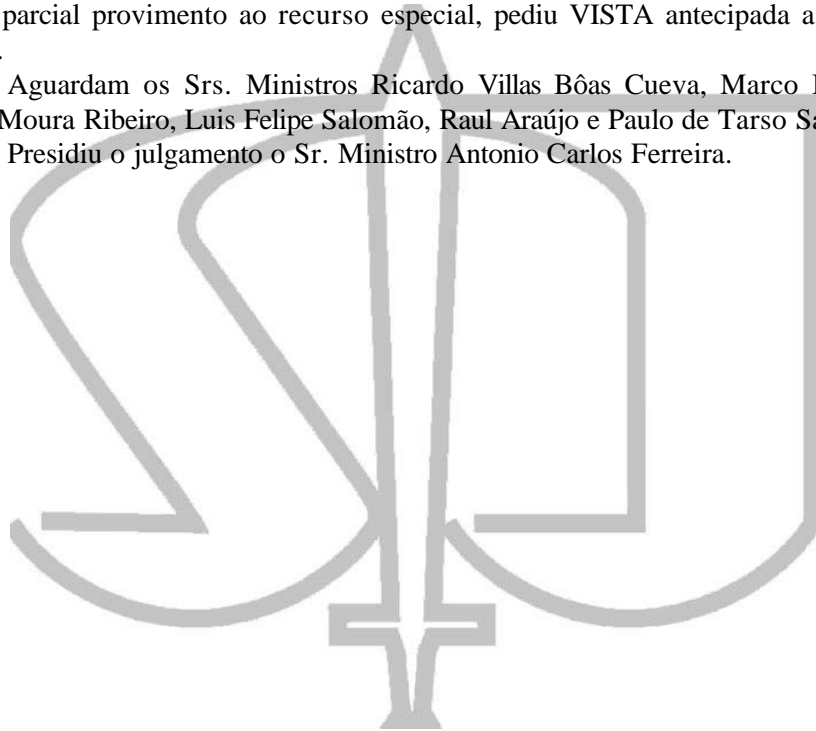 parcial provimento ao recurso especial, pediu VISTA antecipada a
.
Aguardam os Srs. Ministros Ricardo Villas Bôas Cueva, Marco
Moura Ribeiro, Luis Felipe Salomão, Raul Araújo e Paulo de Tarso
Presidiu o julgamento o Sr. Ministro Antonio Carlos Ferreira.
STJ